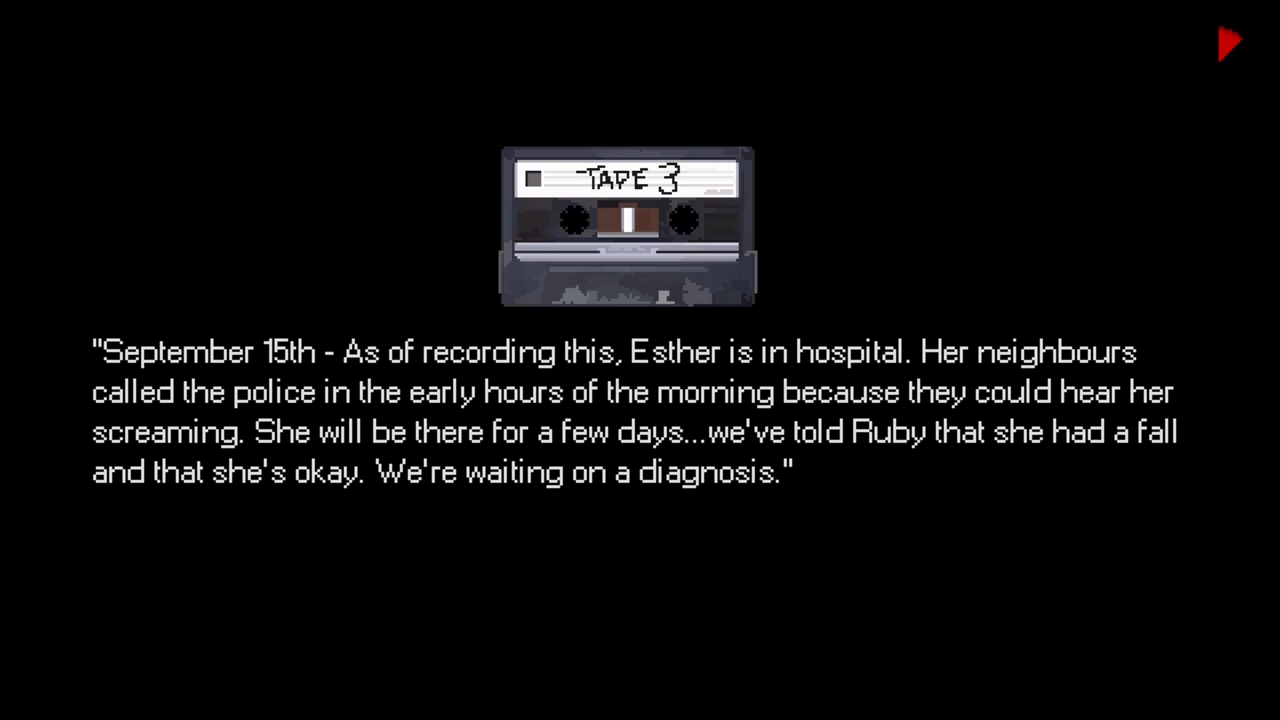 TAPE 3
"September 15th - As of recording this, Esther is in hospital. Her neighbours
called the police in the early hours of the morning because they could hear her
screaming. She will be there for a few days...we've told Ruby that she had a fall
and that she's okay. We're waiting on a diagnosis."